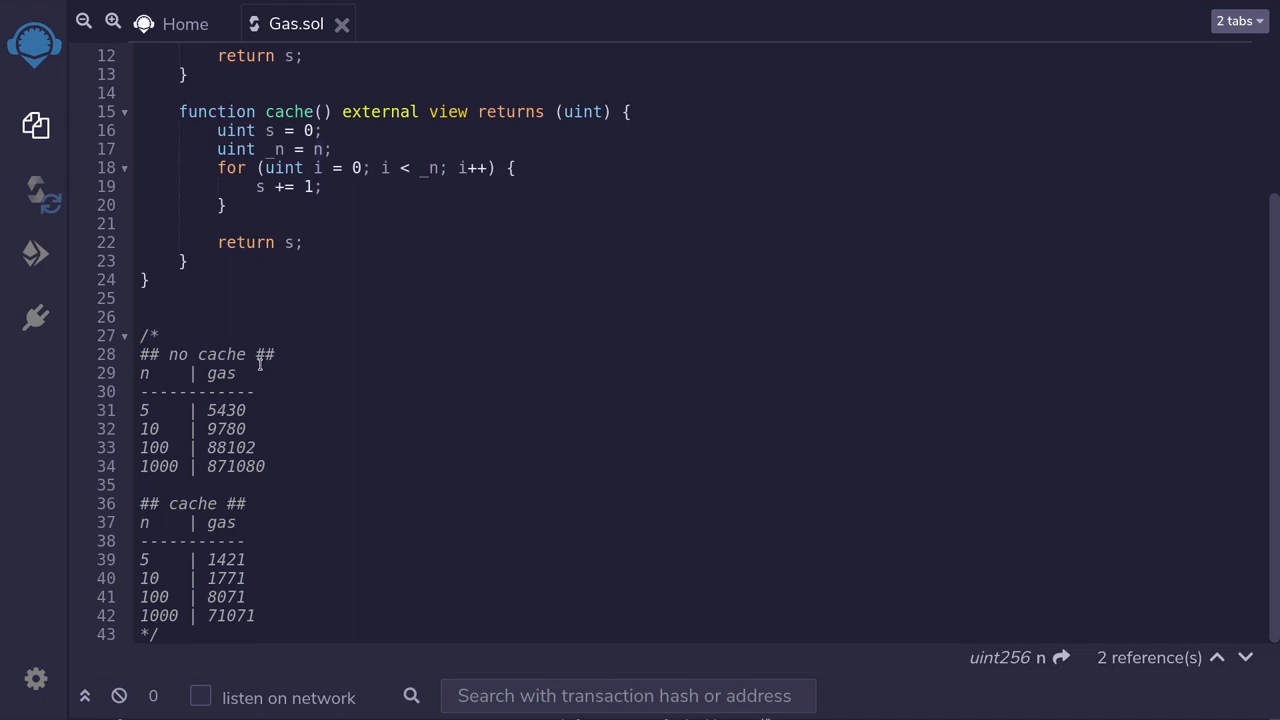 Home
Gas.sol
2 tabs
12 return s;
13 }
14
15 function cache() external view returns (uint) {
16 uint s = 0;
17 uint _n = n;
18 for (uint i = 0; i < _n; i++) {
19 s += 1;
20 }
21
22 return s;
23 }
24 }
25
26
27 /*
28 ## no cache ##
29 n | gas
30 ------------
31 5 | 5430
32 10 | 9780
33 100 | 88102
34 1000 | 871080
35
36 ## cache ##
37 n | gas
38 -----------
39 5 | 1421
40 10 | 1771
41 100 | 8071
42 1000 | 71071
43 */
uint256 n 2 reference(s)
0 listen on network Search with transaction hash or address